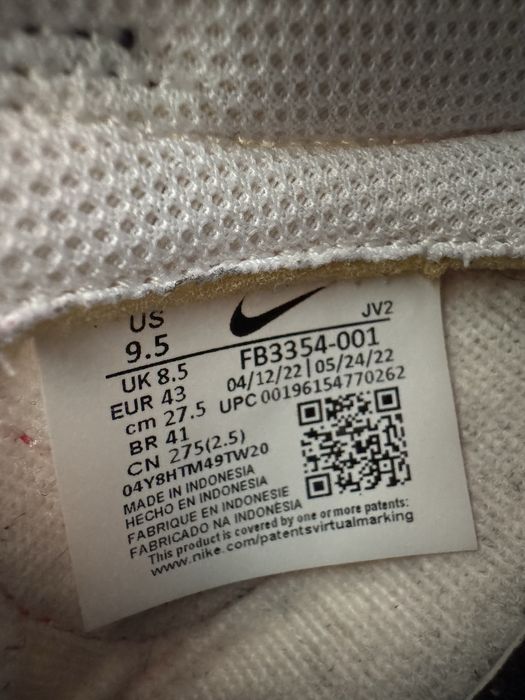 US
9.5
JV2
FB3354-001
UK 8.5
04/12/22 | 05/24/22
EUR 43
UPC 00196154770262
cm 27.5
BR 41
CN 275(2.5)
04Y8HTM49TW20
MADE IN INDONESIA
HECHO EN INDONESIA
FABRIQUE EN INDONESIE
FABRICADO NA INDONÉSIA
This product is covered by one or more patents:
www.nike.com/patentsvirtualmarking